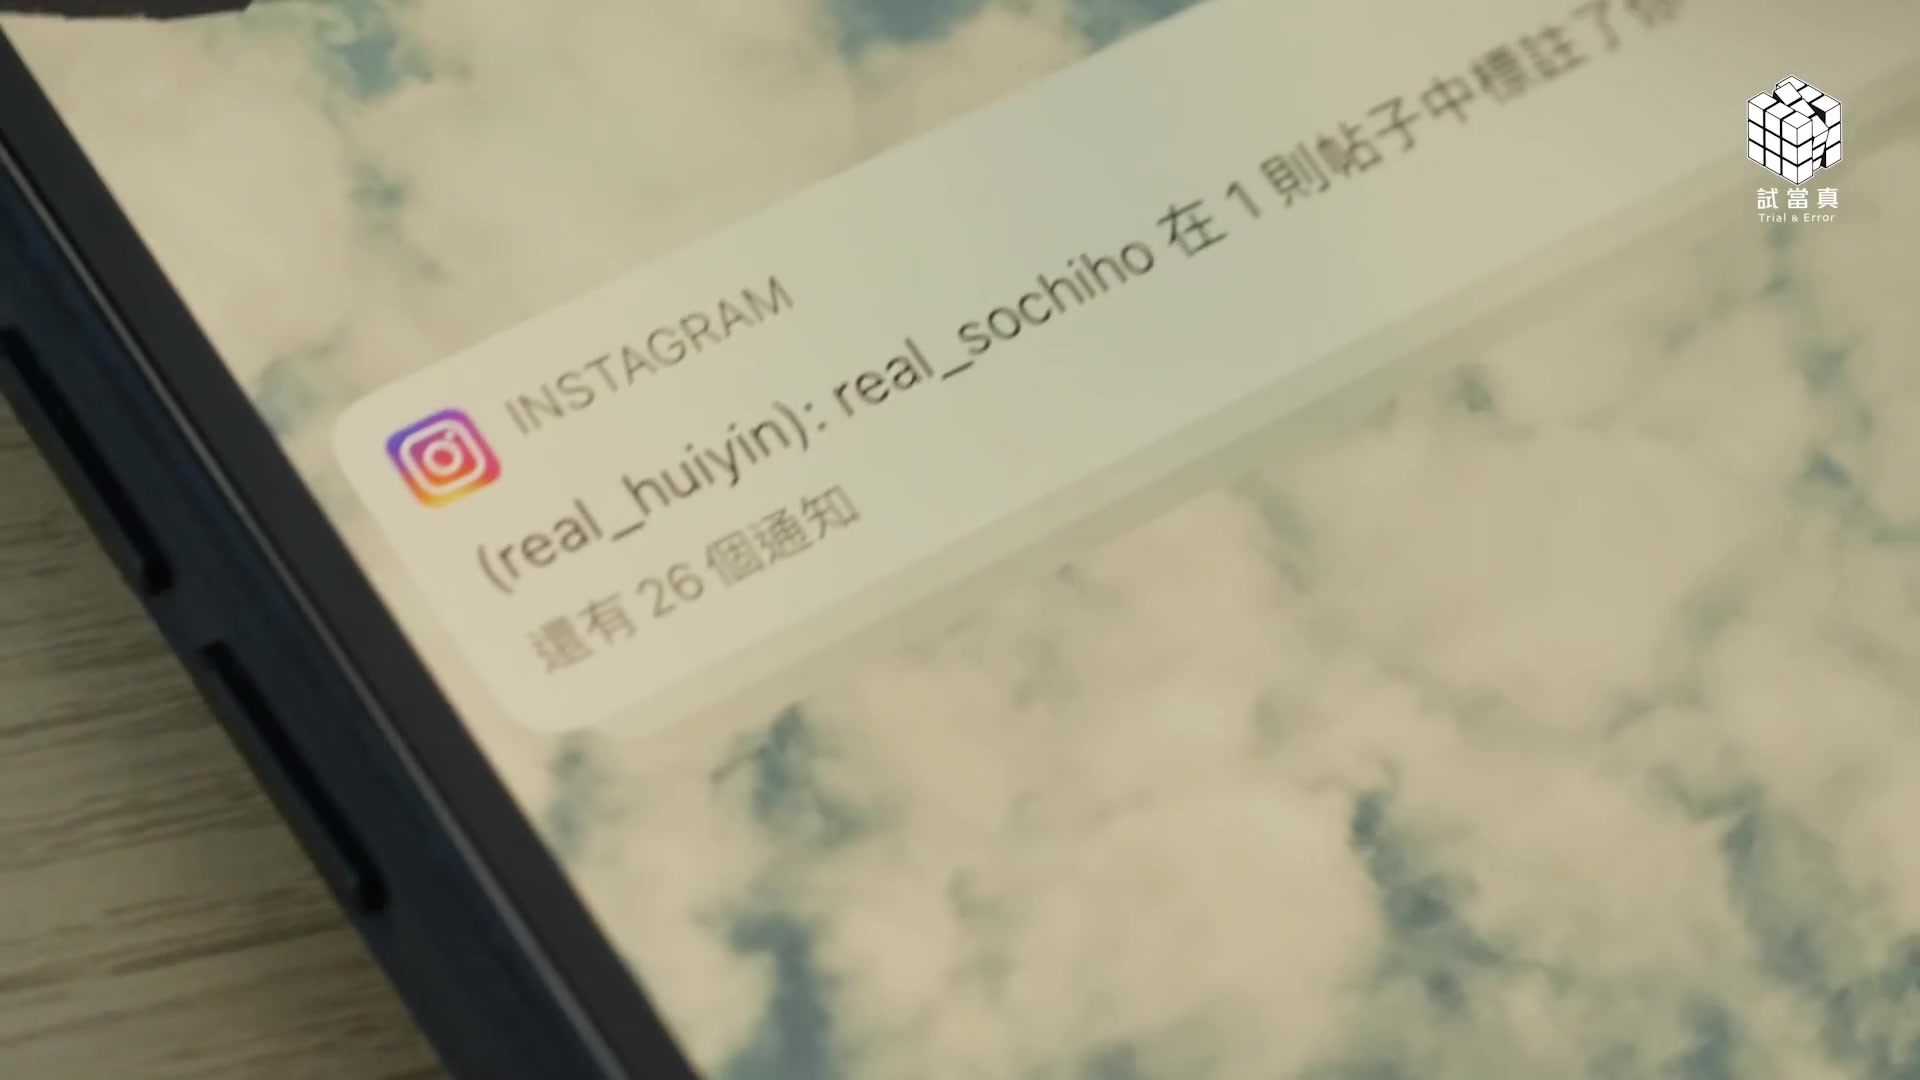 INSTAGRAM
(real_huiyin): real_sochiho 在 1 則帖子中標註了你
還有 26 個通知
試當真
Trial & Error